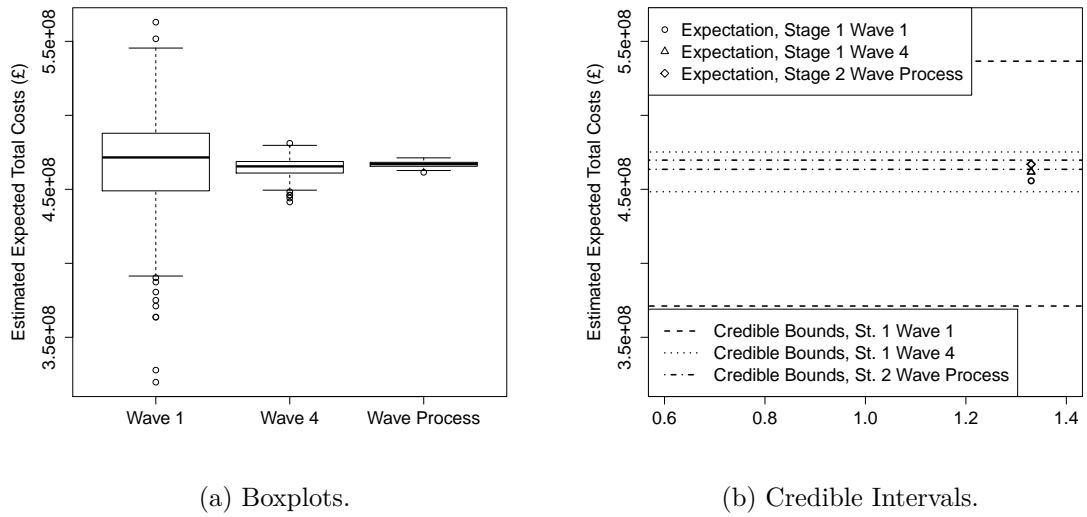 Estimated Expected Total Costs (£)
5.5e+08
4.5e+08
3.5e+08
Wave 1 Wave 4 Wave Process
(a) Boxplots.
Estimated Expected Total Costs (£)
5.5e+08
4.5e+08
3.5e+08
Expectation, Stage 1 Wave 1
Expectation, Stage 1 Wave 4
Expectation, Stage 2 Wave Process
Credible Bounds, St. 1 Wave 1
Credible Bounds, St. 1 Wave 4
Credible Bounds, St. 2 Wave Process
0.6 0.8 1.0 1.2 1.4
(b) Credible Intervals.